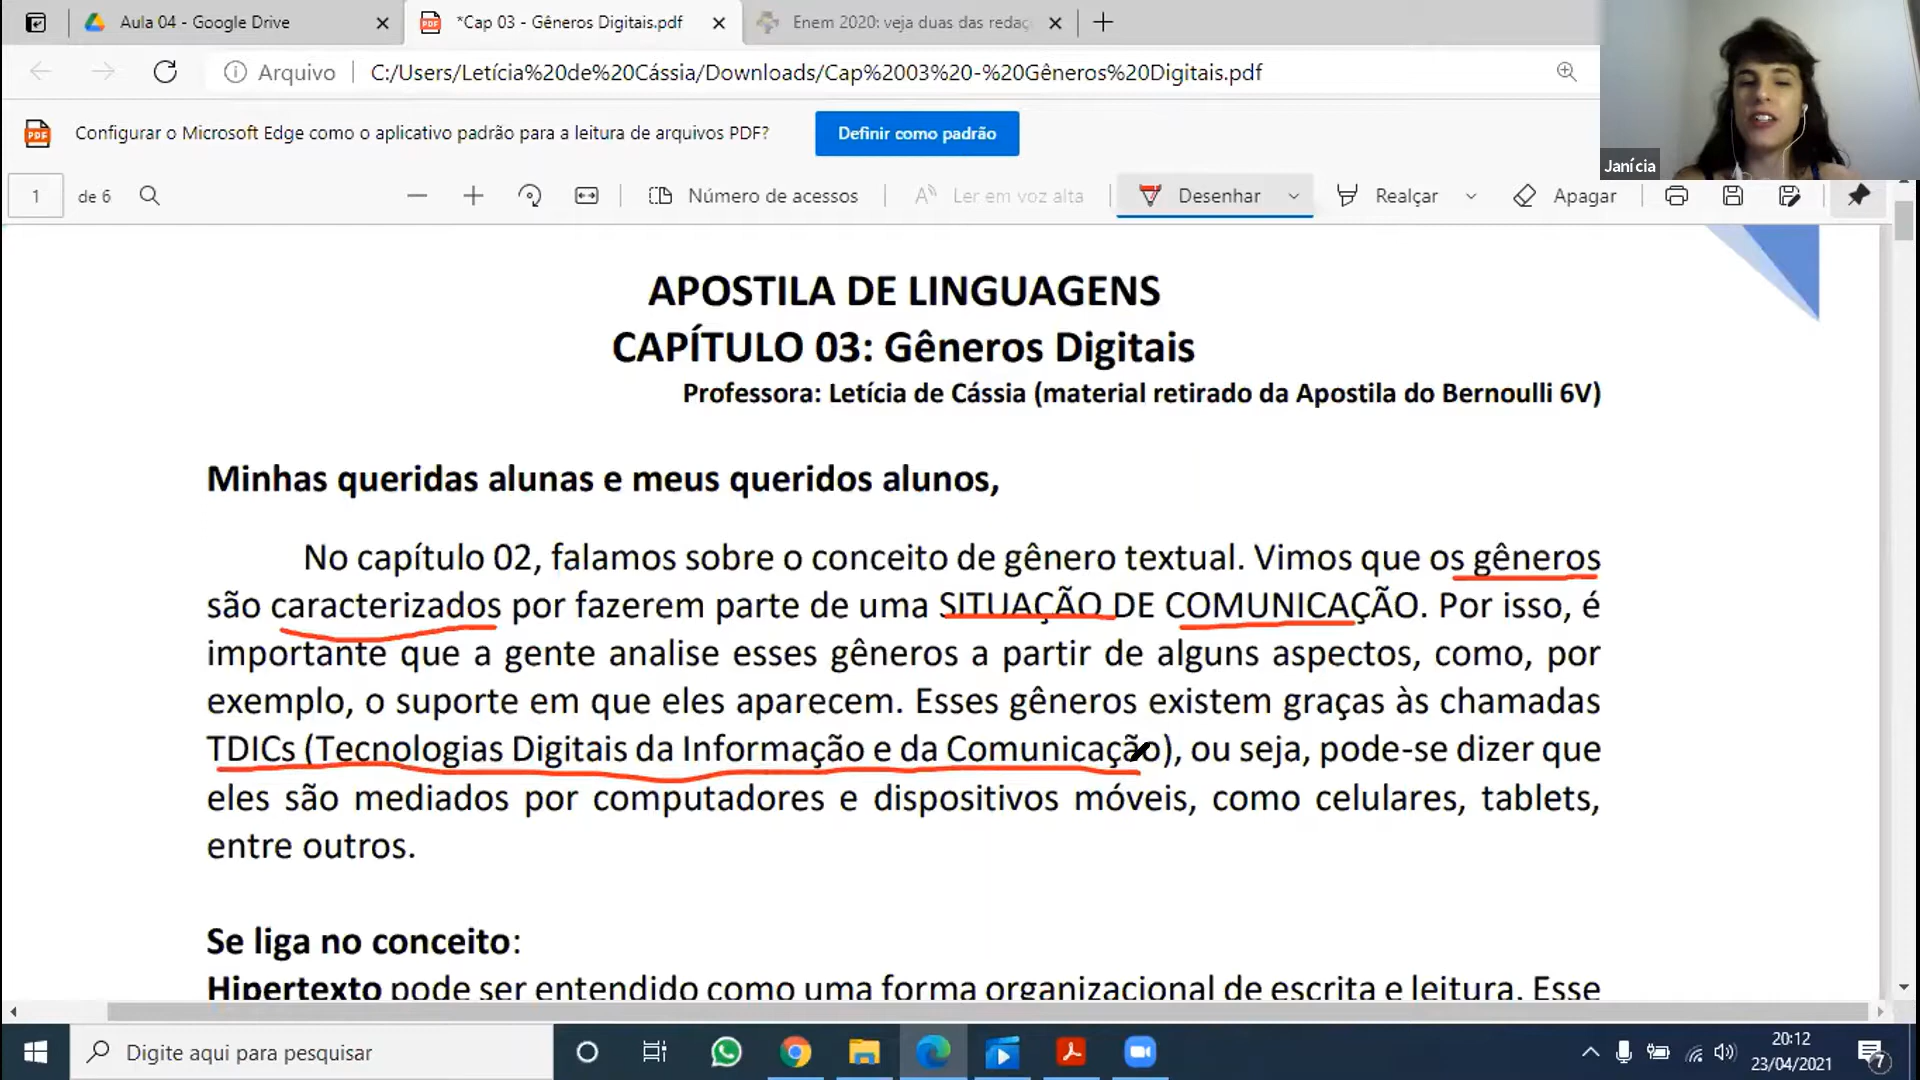 Aula 04 - Google Drive
*Cap 03 - Gêneros Digitais.pdf
Enem 2020: veja duas das redaç
Arquivo
C:/Users/Letícia%20de%20Cássia/Downloads/Cap%2003%20-%20Gêneros%20Digitais.pdf
Janícia
PDF
Configurar o Microsoft Edge como o aplicativo padrão para a leitura de arquivos PDF?
Definir como padrão
1
de 6
Número de acessos
Ler em voz alta
Desenhar
Realçar
Apagar
APOSTILA DE LINGUAGENS
CAPÍTULO 03: Gêneros Digitais
Professora: Letícia de Cássia (material retirado da Apostila do Bernoulli 6V)
Minhas queridas alunas e meus queridos alunos,
No capítulo 02, falamos sobre o conceito de gênero textual. Vimos que os gêneros
são caracterizados por fazerem parte de uma SITUAÇÃO DE COMUNICAÇÃO. Por isso, é
importante que a gente analise esses gêneros a partir de alguns aspectos, como, por
exemplo, o suporte em que eles aparecem. Esses gêneros existem graças às chamadas
TDICs (Tecnologias Digitais da Informação e da Comunicação), ou seja, pode-se dizer que
eles são mediados por computadores e dispositivos móveis, como celulares, tablets,
entre outros.
Se liga no conceito:
Hipertexto pode ser entendido como uma forma organizacional de escrita e leitura. Esse
Digite aqui para pesquisar
20:12
23/04/2021
7